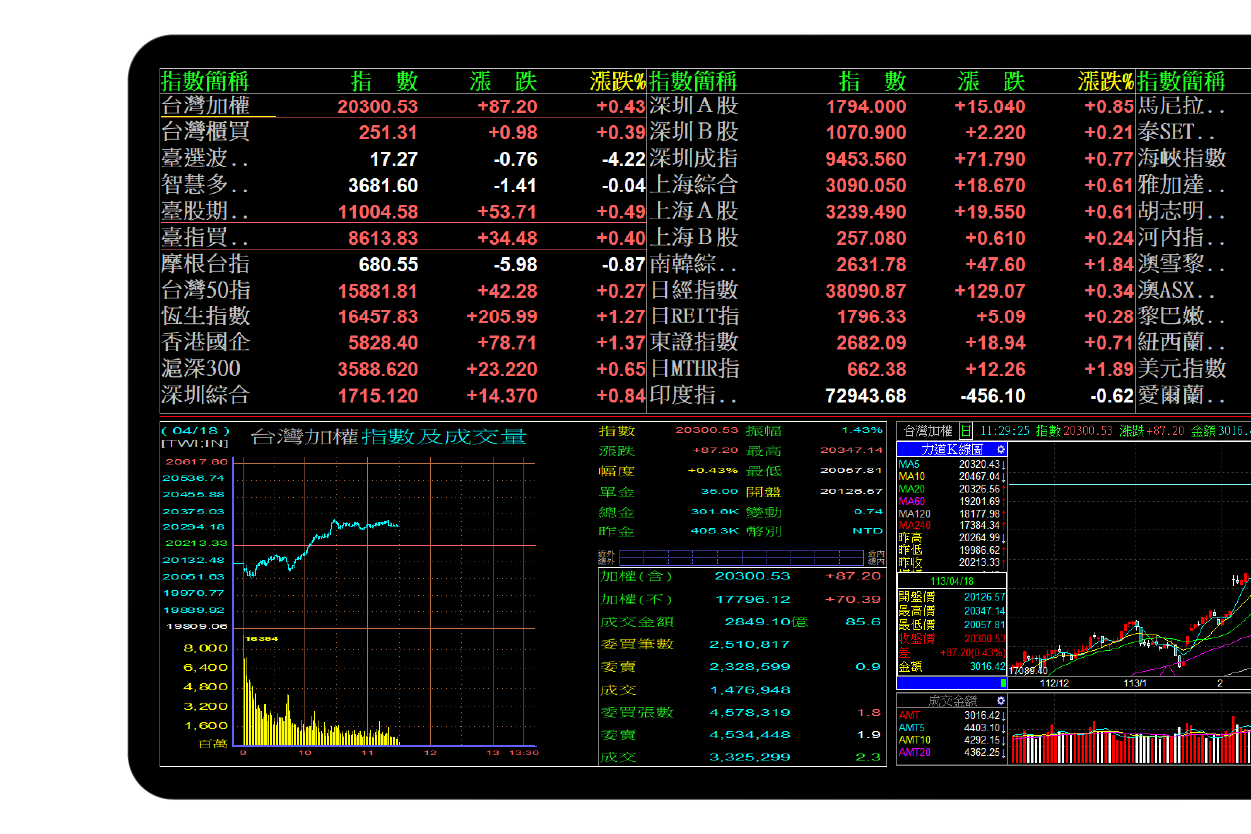 指數簡稱 指 數 漲 跌 漲跌% 指數簡稱 指 數 漲 跌 漲跌% 指數簡稱
台灣加權 20300.53 +87.20 +0.43 深圳Ａ股 1794.000 +15.040 +0.85 馬尼拉..
台灣櫃買 251.31 +0.98 +0.39 深圳Ｂ股 1070.900 +2.220 +0.21 泰SET..
臺選波.. 17.27 -0.76 -4.22 深圳成指 9453.560 +71.790 +0.77 海峽指數
智慧多.. 3681.60 -1.41 -0.04 上海綜合 3090.050 +18.670 +0.61 雅加達..
臺股期.. 11004.58 +53.71 +0.49 上海Ａ股 3239.490 +19.550 +0.61 胡志明..
臺指買.. 8613.83 +34.48 +0.40 上海Ｂ股 257.080 +0.610 +0.24 河內指..
摩根台指 680.55 -5.98 -0.87 南韓綜.. 2631.78 +47.60 +1.84 澳雪黎..
台灣50指 15881.81 +42.28 +0.27 日經指數 38090.87 +129.07 +0.34 澳ASX..
恆生指數 16457.83 +205.99 +1.27 日REIT指 1796.33 +5.09 +0.28 黎巴嫩..
香港國企 5828.40 +78.71 +1.37 東證指數 2682.09 +18.94 +0.71 紐西蘭..
滬深300 3588.620 +23.220 +0.65 日MTHR指 662.38 +12.26 +1.89 美元指數
深圳綜合 1715.120 +14.370 +0.84 印度指.. 72943.68 -456.10 -0.62 愛爾蘭..
( 04/18 )
[TWI:IN]
台灣加權指數及成交量
20617.80
20536.74
20455.88
20375.03
20294.18
20213.33
20132.48
20051.63
19970.77
19889.92
19809.06
16394
8,000
6,400
4,800
3,200
1,600
百萬
9 10 11 12 13 13:30
指數 20300.53 振幅 1.43%
漲跌 +87.20 最高 20347.14
幅度 +0.43% 最低 20057.81
單金 35.00 開盤 20126.57
總金 301.6K 變動 0.74
昨金 405.3K 幣別 NTD
近外 近內
總外 總內
加權(含) 20300.53 +87.20
加權(不) 17796.12 +70.39
成交金額 2849.10億 85.6
委買筆數 2,510,817
委賣 2,328,599 0.9
成交 1,476,948
委買張數 4,578,319 1.8
委賣 4,534,448 1.9
成交 3,325,299 2.3
台灣加權 日 11:29:25 指數20300.53 漲跌+87.20 金額3016.
力道K線圖
MA5 20320.43↓
MA10 20467.04↓
MA20 20326.56↑
MA60 19201.69↑
MA120 18177.98↑
MA240 17384.34↑
昨高 20264.99↓
昨低 19986.62↑
昨收 20213.33↑
113/04/18
開盤價 20126.57
最高價 20347.14
最低價 20057.81
收盤價 20300.53
差 +87.20(0.43%)
金額 3016.42
17089.40
112/12 113/1 2
成交金額
AMT 3016.42↓
AMT5 4403.10↓
AMT10 4292.15↓
AMT20 4362.25↓